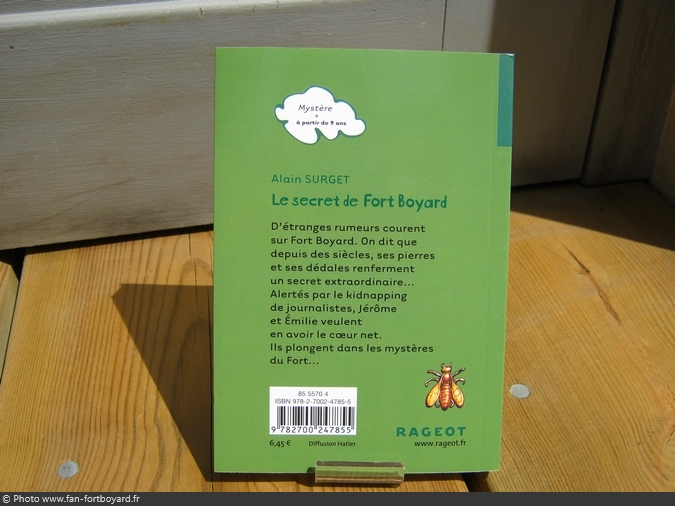 Mystère
à partir de 9 ans
Alain SURGET
Le secret de Fort Boyard
D'étranges rumeurs courent
sur Fort Boyard. On dit que
depuis des siècles, ses pierres
et ses dédales renferment
un secret extraordinaire...
Alertés par le kidnapping
de journalistes, Jérôme
et Émilie veulent
en avoir le cœur net.
Ils plongent dans les mystères
du Fort...
85 5570 4
ISBN 978-2-7002-4785-5
9 782700 247855
6,45 € Diffusion Hatier
RAGEOT
www.rageot.fr
© Photo www.fan-fortboyard.fr